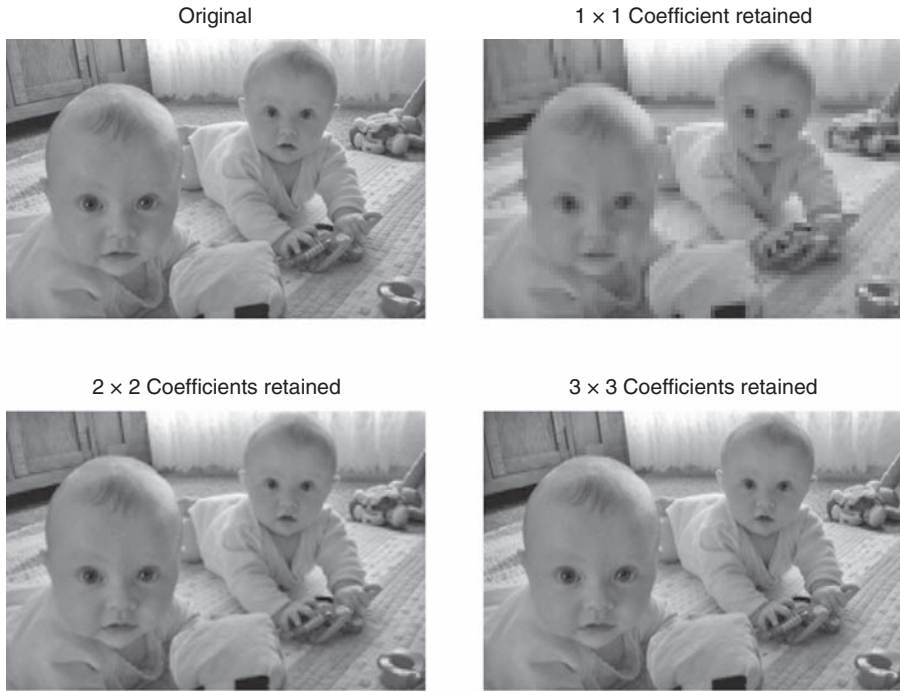 Original
1 × 1 Coefficient retained
2 × 2 Coefficients retained
3 × 3 Coefficients retained